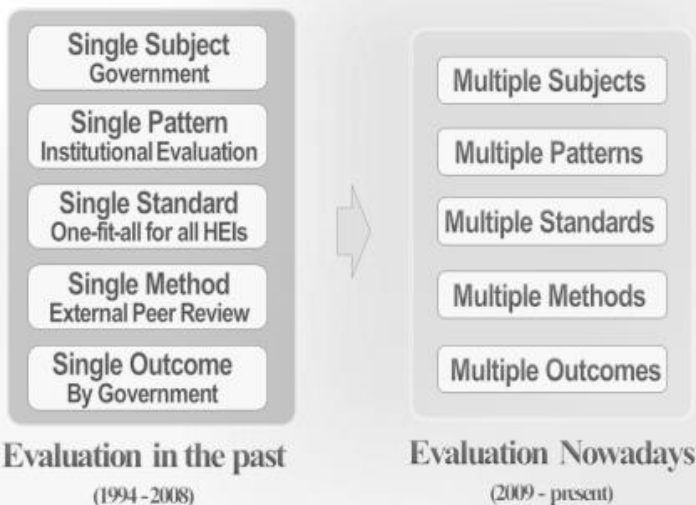 Single Subject
Government
Single Pattern
Institutional Evaluation
Single Standard
One-fit-all for all HEIs
Single Method
External Peer Review
Single Outcome
By Government
Evaluation in the past
(1994 - 2008)
Multiple Subjects
Multiple Patterns
Multiple Standards
Multiple Methods
Multiple Outcomes
Evaluation Nowadays
(2009 - present)